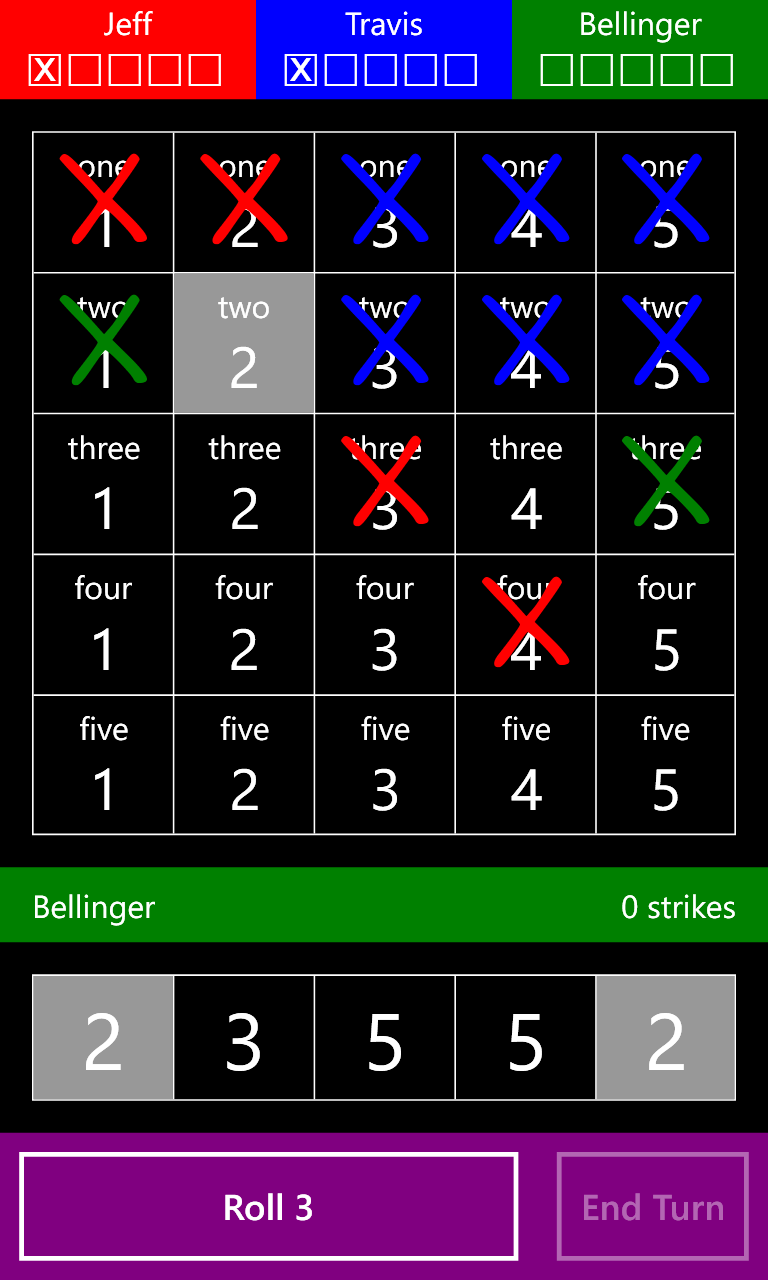 Jeff Travis Bellinger
X X
one one one one one
1 2 3 4 5
two two two two two
1 2 3 4 5
three three three three three
1 2 3 4 5
four four four four four
1 2 3 4 5
five five five five five
1 2 3 4 5
Bellinger 0 strikes
2 3 5 5 2
Roll 3 End Turn